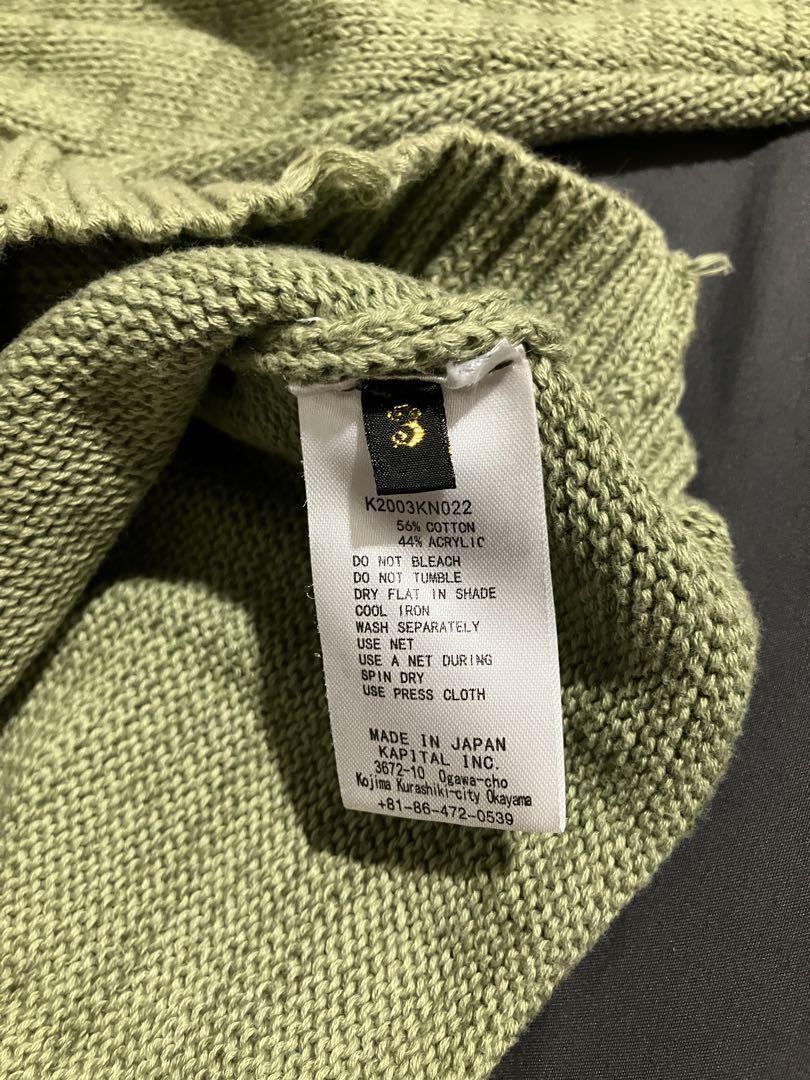 3
K2003KN022
56% COTTON
44% ACRYLIC
DO NOT BLEACH
DO NOT TUMBLE
DRY FLAT IN SHADE
COOL IRON
WASH SEPARATELY
USE NET
USE A NET DURING
SPIN DRY
USE PRESS CLOTH
MADE IN JAPAN
KAPITAL INC.
3672-10 Ogawa-cho
Kojima Kurashiki-city Okayama
+81-86-472-0539